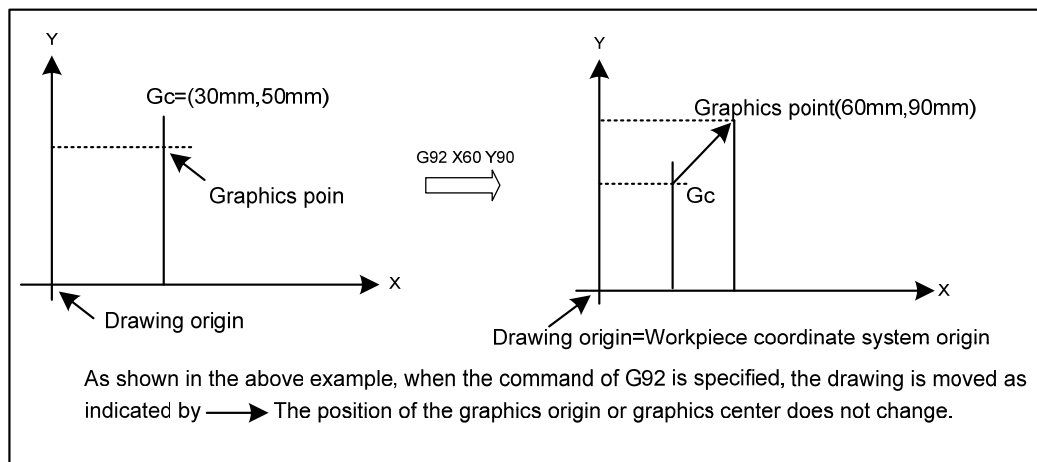 Y
Gc=(30mm,50mm)
Graphics poin
X
Drawing origin
G92 X60 Y90
Y
Graphics point(60mm,90mm)
Gc
X
Drawing origin=Workpiece coordinate system origin
As shown in the above example, when the command of G92 is specified, the drawing is moved as
indicated by The position of the graphics origin or graphics center does not change.